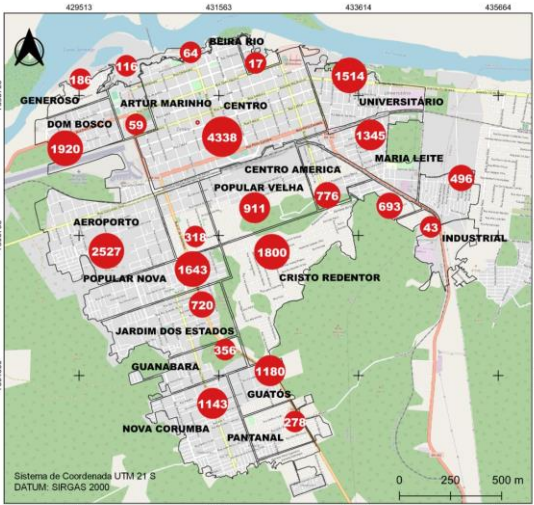 429513 431563 433614 435664
BEIRA RIO
64
17
116
1514
186
GENEROSO
ARTUR MARINHO
CENTRO
UNIVERSITÁRIO
DOM BOSCO
59
4338
1345
1920
MARIA LEITE
CENTRO AMERICA
496
POPULAR VELHA
776
911
693
AEROPORTO
43
318
INDUSTRIAL
2527
1800
1643
POPULAR NOVA
CRISTO REDENTOR
720
JARDIM DOS ESTADOS
356
GUANABARÁ
1180
GUATÓS
1143
278
NOVA CORUMBA
PANTANAL
Sistema de Coordenada UTM 21 S
DATUM: SIRGAS 2000
0 250 500 m